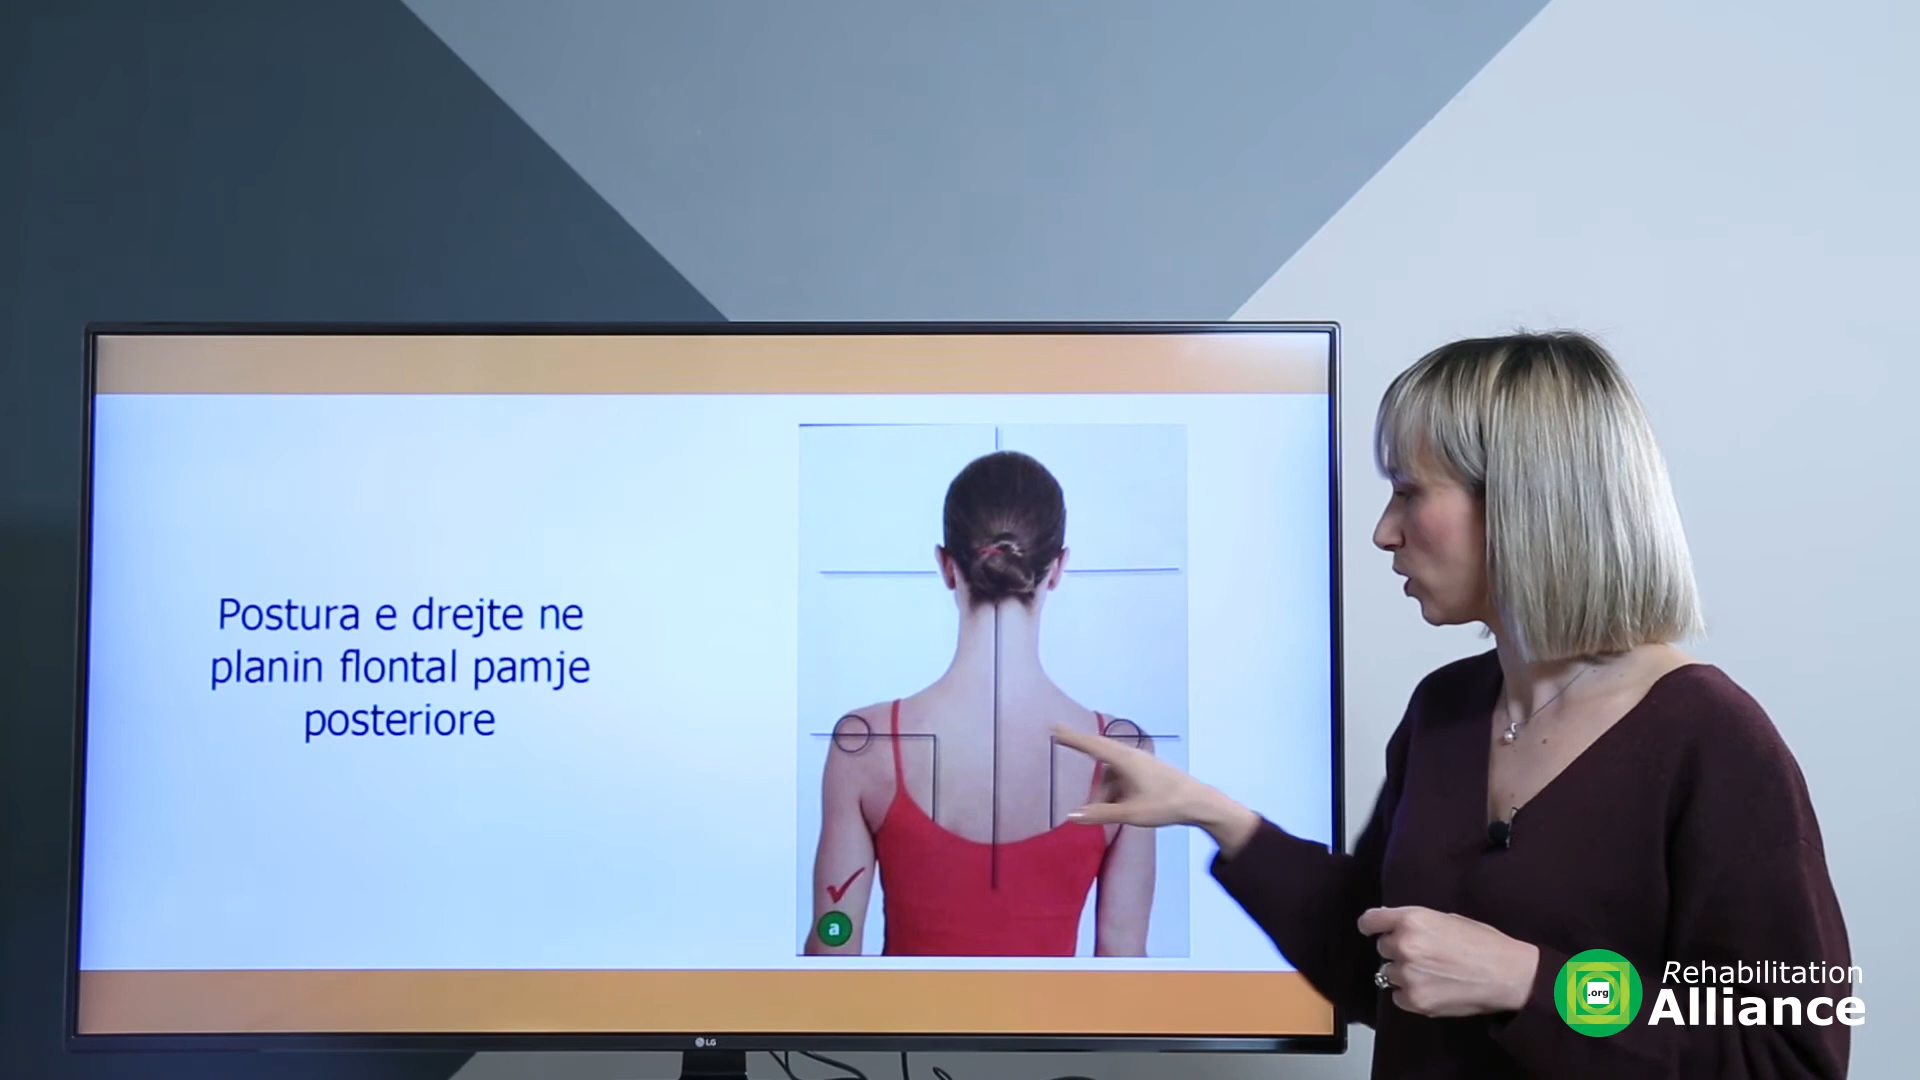 Postura e drejte ne
planin flontal pamje
posteriore
a
LG
.org
Rehabilitation
Alliance